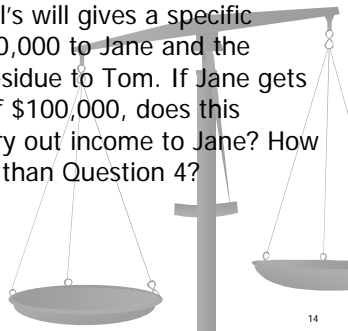 l's will gives a specific
0,000 to Jane and the
esidue to Tom. If Jane gets
f $100,000, does this
ry out income to Jane? How
than Question 4?
14